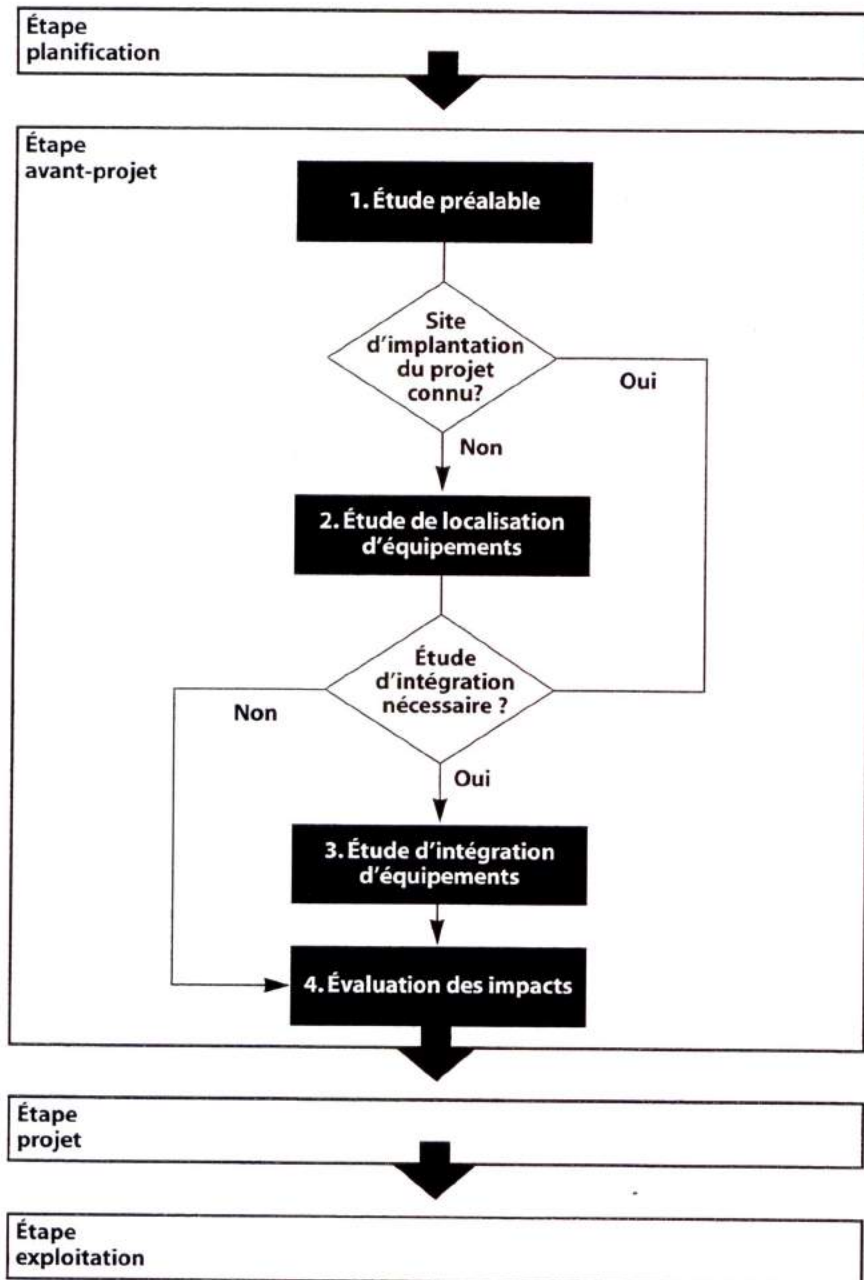 Étape
planification
Étape
avant-projet
1. Étude préalable
Site
d'implantation
du projet
connu?
Oui
Non
2. Étude de localisation
d'équipements
Étude
d'intégration
nécessaire ?
Non
Oui
3. Étude d'intégration
d'équipements
4. Évaluation des impacts
Étape
projet
Étape
exploitation